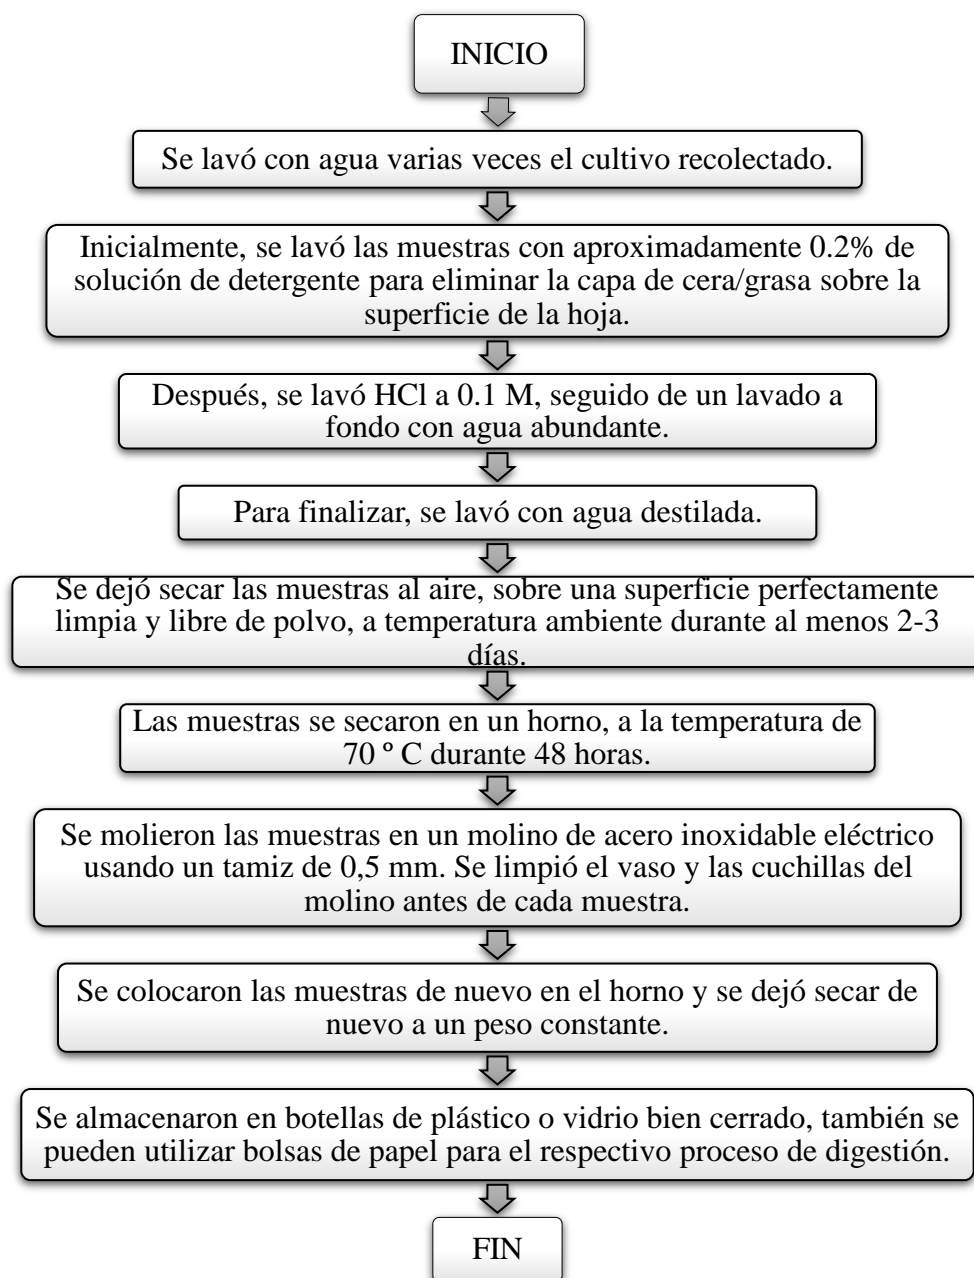 INICIO
Se lavó con agua varias veces el cultivo recolectado.
Inicialmente, se lavó las muestras con aproximadamente 0.2% de
solución de detergente para eliminar la capa de cera/grasa sobre la
superficie de la hoja.
Después, se lavó HCl a 0.1 M, seguido de un lavado a
fondo con agua abundante.
Para finalizar, se lavó con agua destilada.
Se dejó secar las muestras al aire, sobre una superficie perfectamente
limpia y libre de polvo, a temperatura ambiente durante al menos 2-3
días.
Las muestras se secaron en un horno, a la temperatura de
70 º C durante 48 horas.
Se molieron las muestras en un molino de acero inoxidable eléctrico
usando un tamiz de 0,5 mm. Se limpió el vaso y las cuchillas del
molino antes de cada muestra.
Se colocaron las muestras de nuevo en el horno y se dejó secar de
nuevo a un peso constante.
Se almacenaron en botellas de plástico o vidrio bien cerrado, también se
pueden utilizar bolsas de papel para el respectivo proceso de digestión.
FIN